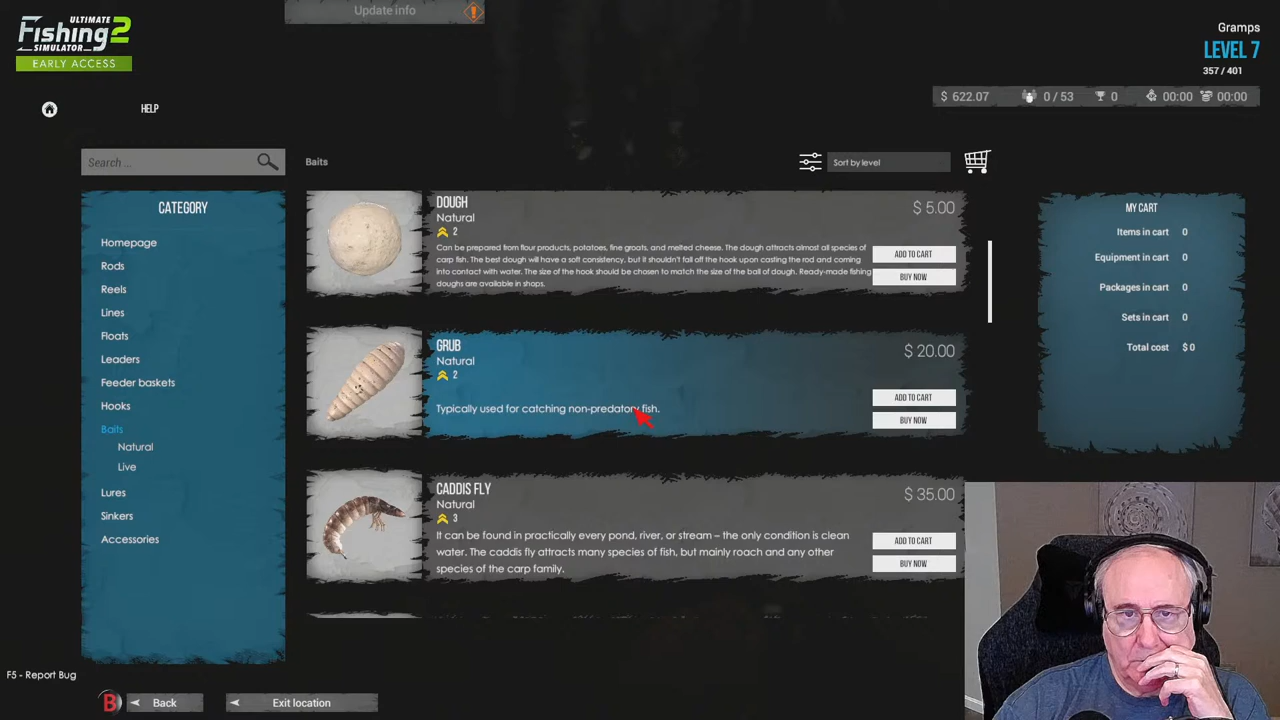 ULTIMATE
Fishing 2
SIMULATOR
EARLY ACCESS
Update info
Gramps
LEVEL 7
357 / 401
$ 622.07 0 / 53 0 00:00 00:00
HELP
Search ...
Baits
Sort by level
CATEGORY
Homepage
Rods
Reels
Lines
Floats
Leaders
Feeder baskets
Hooks
Baits
Natural
Live
Lures
Sinkers
Accessories
DOUGH
$ 5.00
Natural
2
Can be prepared from flour products, potatoes, fine groats, and melted cheese. The dough attracts almost all species of
carp fish. The best dough will have a soft consistency, but it shouldn't fall off the hook upon casting the rod and coming
into contact with water. The size of the hook should be chosen to match the size of the ball of dough. Ready-made fishing
doughs are available in shops.
ADD TO CART
BUY NOW
GRUB
$ 20.00
Natural
2
Typically used for catching non-predatory fish.
ADD TO CART
BUY NOW
CADDIS FLY
$ 35.00
Natural
3
It can be found in practically every pond, river, or stream – the only condition is clean
water. The caddis fly attracts many species of fish, but mainly roach and any other
species of the carp family.
ADD TO CART
BUY NOW
MY CART
Items in cart 0
Equipment in cart 0
Packages in cart 0
Sets in cart 0
Total cost $ 0
F5 - Report Bug
B Back
Exit location